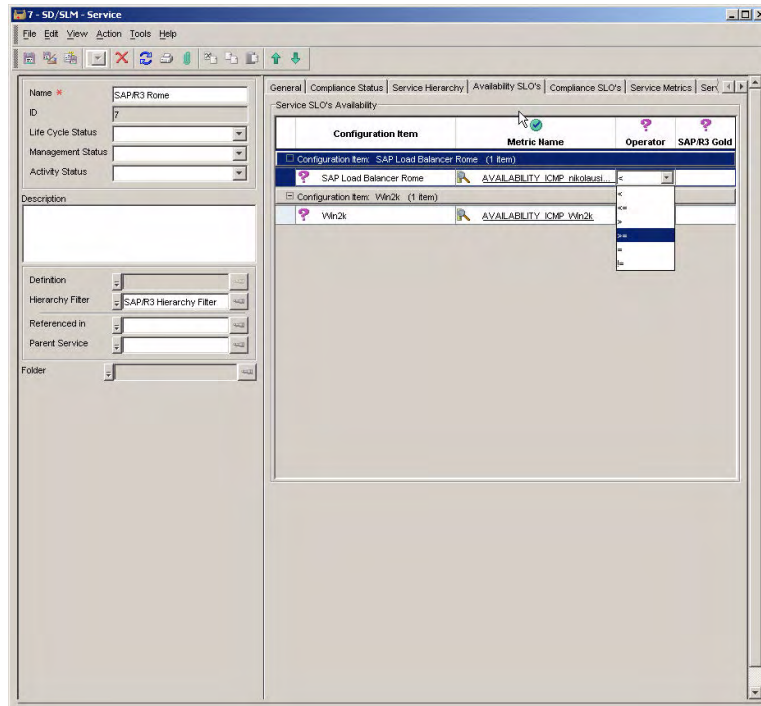 7 - SD/SLM - Service
File Edit View Action Tools Help
Name *
SAP/R3 Rome
ID
7
Life Cycle Status
Management Status
Activity Status
Description
Definition
Hierarchy Filter
SAP/R3 Hierarchy Filter
Referenced in
Parent Service
Folder
General Compliance Status Service Hierarchy Availability SLO's Compliance SLO's Service Metrics Ser
Service SLO's Availability
Configuration Item Metric Name Operator SAP/R3 Gold
Configuration Item: SAP Load Balancer Rome (1 item)
SAP Load Balancer Rome AVAILABILITY_ICMP_nikolausi... <
<
<=
>
>=
=
!=
Configuration Item: Win2k (1 item)
Win2k AVAILABILITY_ICMP_Win2k